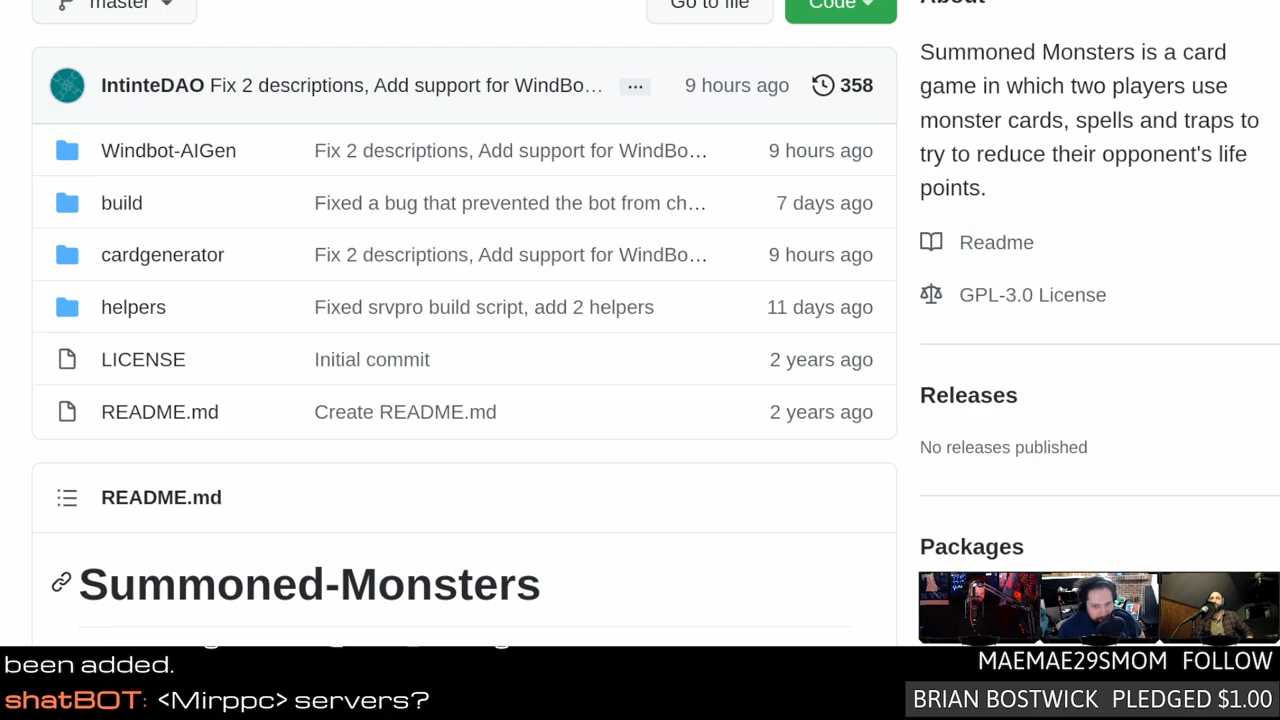 master
Go to file
Code
About
IntinteDAO Fix 2 descriptions, Add support for WindBo… ... 9 hours ago 358
Windbot-AIGen Fix 2 descriptions, Add support for WindBo… 9 hours ago
build Fixed a bug that prevented the bot from ch… 7 days ago
cardgenerator Fix 2 descriptions, Add support for WindBo… 9 hours ago
helpers Fixed srvpro build script, add 2 helpers 11 days ago
LICENSE Initial commit 2 years ago
README.md Create README.md 2 years ago
README.md
Summoned-Monsters
Summoned Monsters is a card
game in which two players use
monster cards, spells and traps to
try to reduce their opponent's life
points.
Readme
GPL-3.0 License
Releases
No releases published
Packages
been added.
shatBOT: <Mirppc> servers?
MAEMAE29SMOM FOLLOW
BRIAN BOSTWICK PLEDGED $1.00